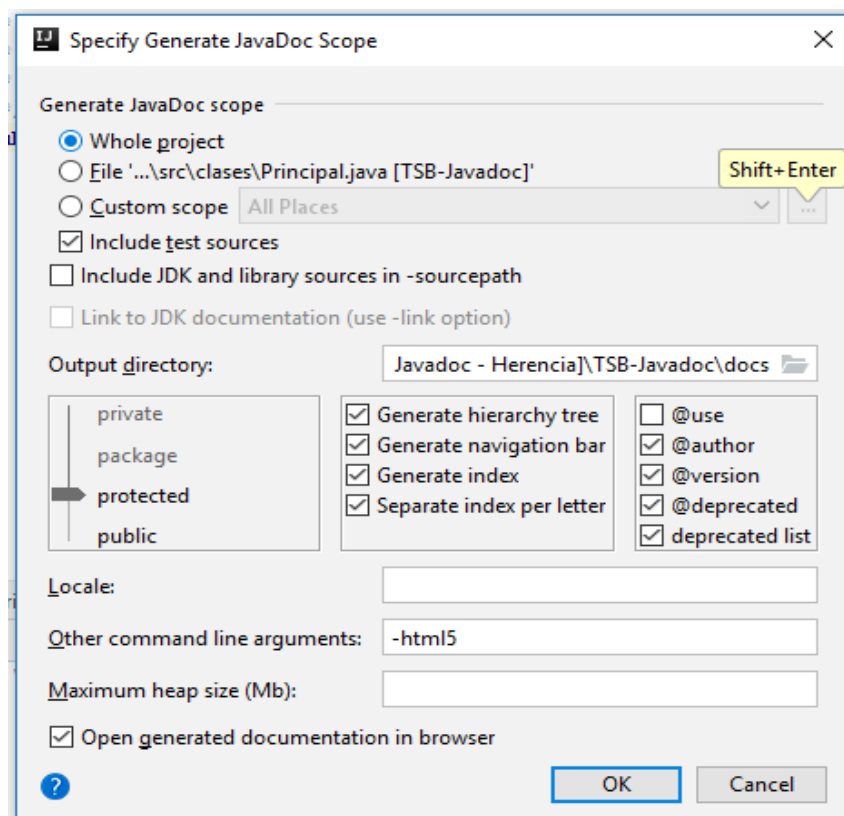 IJ Specify Generate JavaDoc Scope
Generate JavaDoc scope
Whole project
File '...\src\clases\Principal.java [TSB-Javadoc]'
Shift+Enter
Custom scope All Places ...
Include test sources
Include JDK and library sources in -sourcepath
Link to JDK documentation (use -link option)
Output directory: Javadoc - Herencia]\TSB-Javadoc\docs
private
package
protected
public
Generate hierarchy tree
Generate navigation bar
Generate index
Separate index per letter
@use
@author
@version
@deprecated
deprecated list
Locale:
Other command line arguments: -html5
Maximum heap size (Mb):
Open generated documentation in browser
? OK Cancel